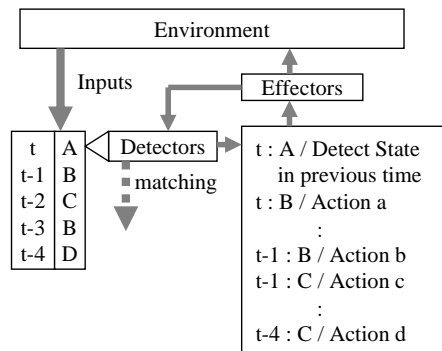 Environment
Inputs
Effectors
t A
t-1 B
t-2 C
t-3 B
t-4 D
Detectors
matching
t : A / Detect State
in previous time
t : B / Action a
:
t-1 : B / Action b
t-1 : C / Action c
:
t-4 : C / Action d